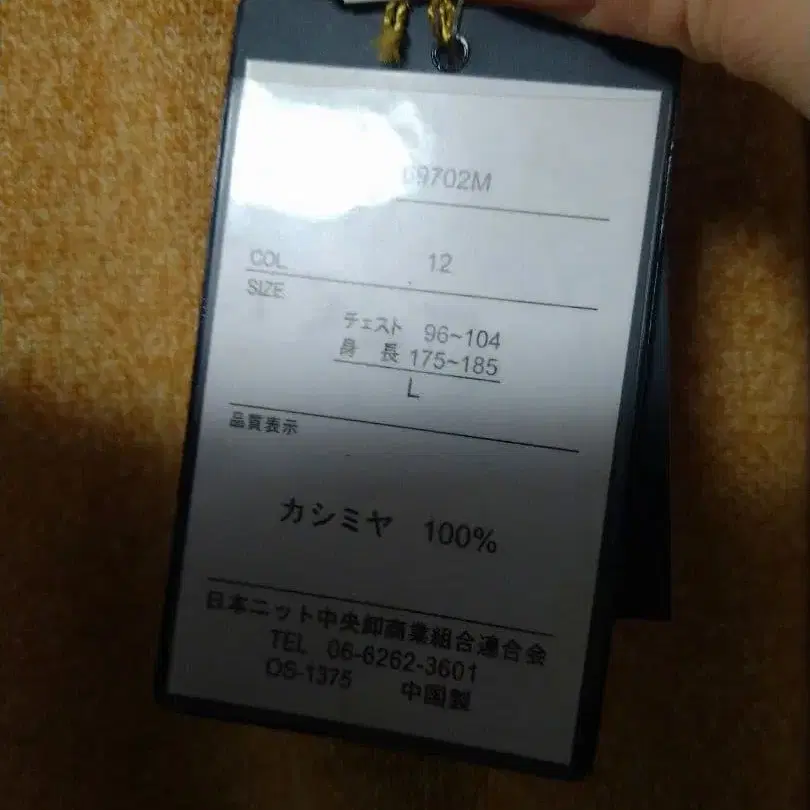 69702M
COL 12
SIZE
チェスト 96~104
身 長 175~185
L
品質表示
カシミヤ 100%
日本ニット中央卸商業組合連合会
TEL 06-6262-3601
OS-1375 中国製